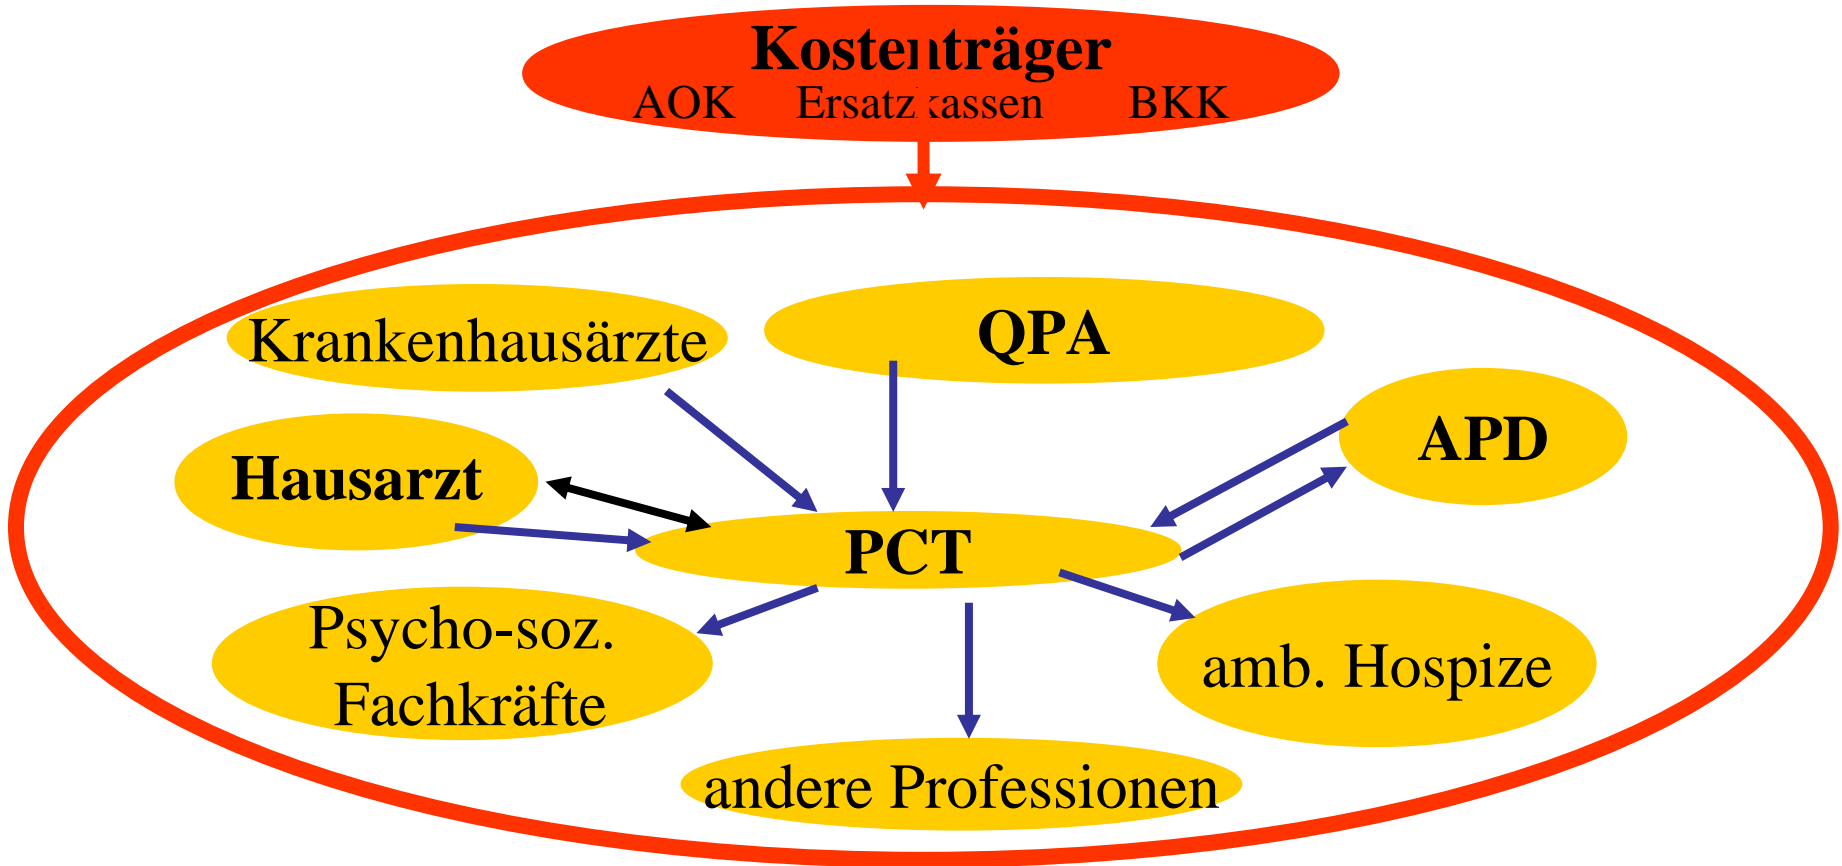 Kostenträger
AOK Ersatzkassen BKK
Krankenhausärzte
QPA
APD
Hausarzt
PCT
Psycho-soz.
Fachkräfte
amb. Hospize
andere Professionen